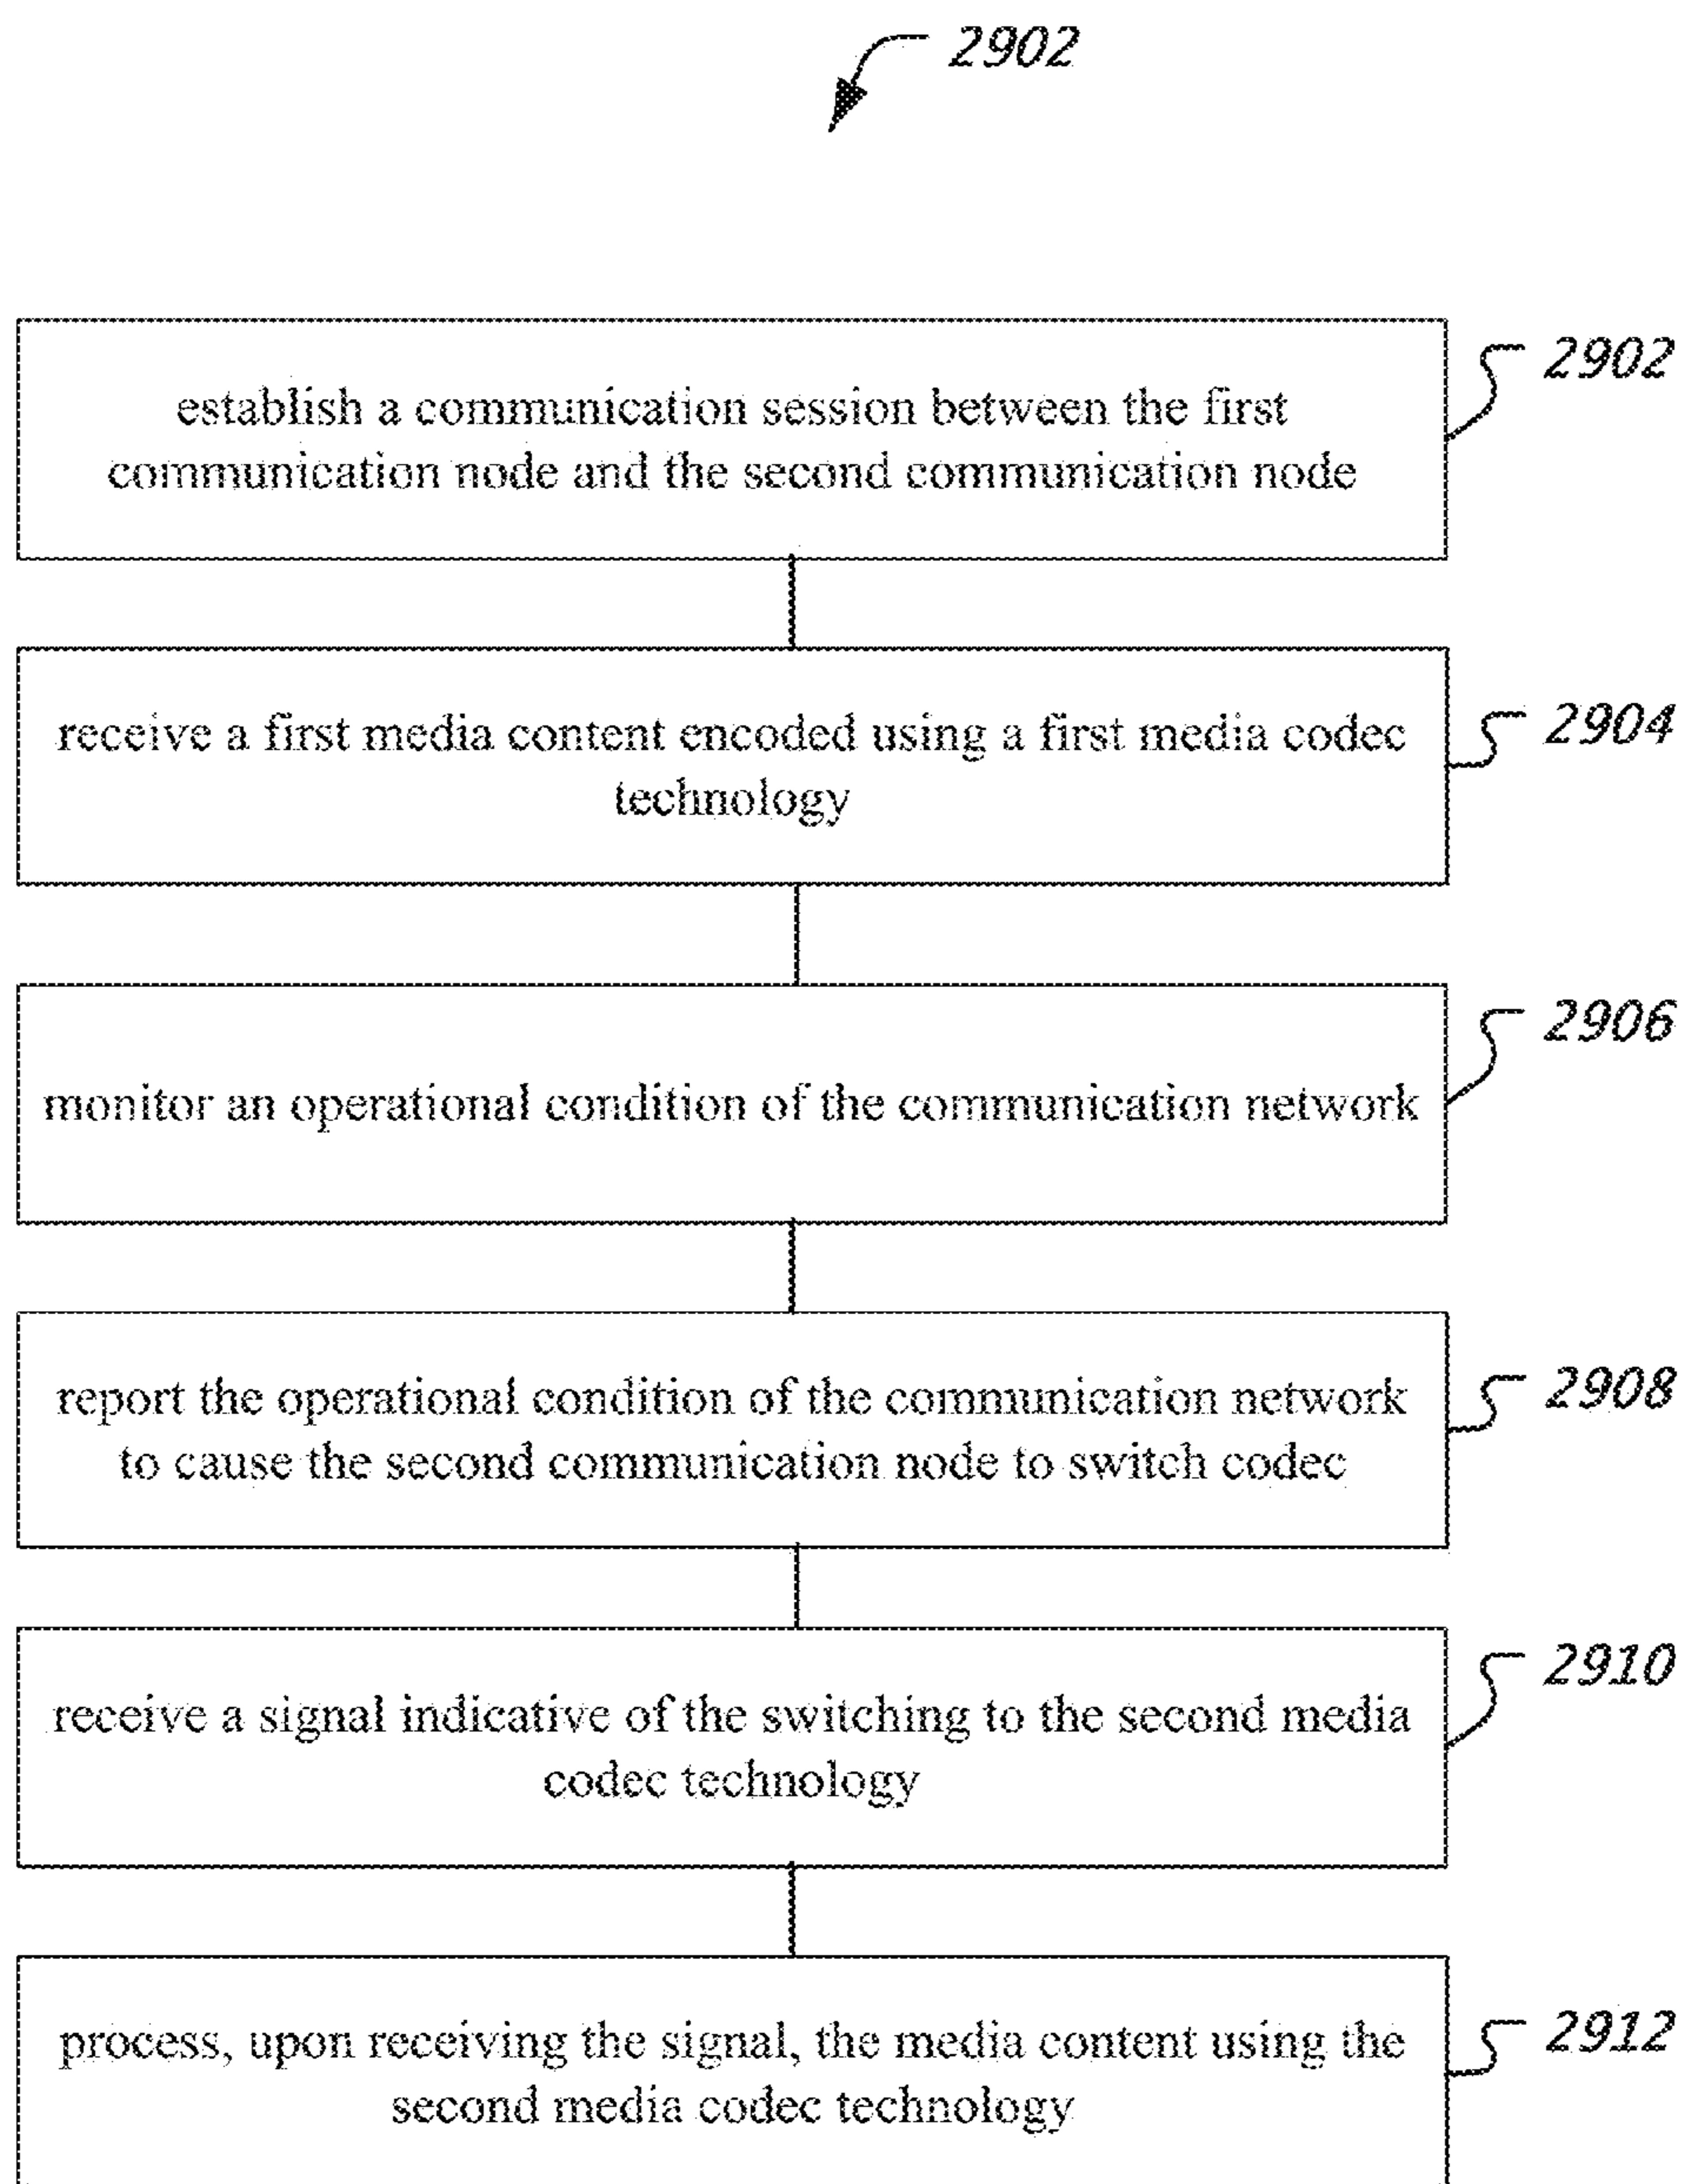 2902
establish a communication session between the first
communication node and the second communication node
2902
receive a first media content encoded using a first media codec
technology
2904
monitor an operational condition of the communication network
2906
report the operational condition of the communication network
to cause the second communication node to switch codec
2908
receive a signal indicative of the switching to the second media
codec technology
2910
process, upon receiving the signal, the media content using the
second media codec technology
2912